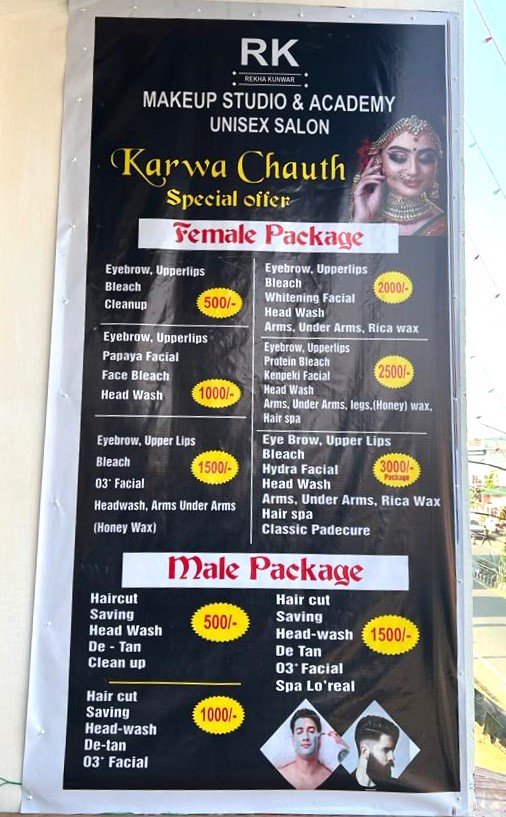 RK
REKHA KUNWAR
MAKEUP STUDIO & ACADEMY
UNISEX SALON
Karwa Chauth
Special offer
Female Package
Eyebrow, Upperlips
Bleach
Cleanup
500/-
Eyebrow, Upperlips
Papaya Facial
Face Bleach
Head Wash
1000/-
Eyebrow, Upper Lips
Bleach
O3+ Facial
Headwash, Arms Under Arms
(Honey Wax)
1500/-
Eyebrow, Upperlips
Bleach
Whitening Facial
Head Wash
Arms, Under Arms, Rica wax
2000/-
Eyebrow, Upperlips
Protein Bleach
Kenpeki Facial
Head Wash
Arms, Under Arms, legs,(Honey) wax,
Hair spa
2500/-
Eye Brow, Upper Lips
Bleach
Hydra Facial
Head Wash
Arms, Under Arms, Rica Wax
Hair spa
Classic Padecure
3000/-
Package
Male Package
Haircut
Saving
Head Wash
De - Tan
Clean up
500/-
Hair cut
Saving
Head-wash
De-tan
O3+ Facial
1000/-
Hair cut
Saving
Head-wash
De Tan
O3+ Facial
Spa Lo'real
1500/-